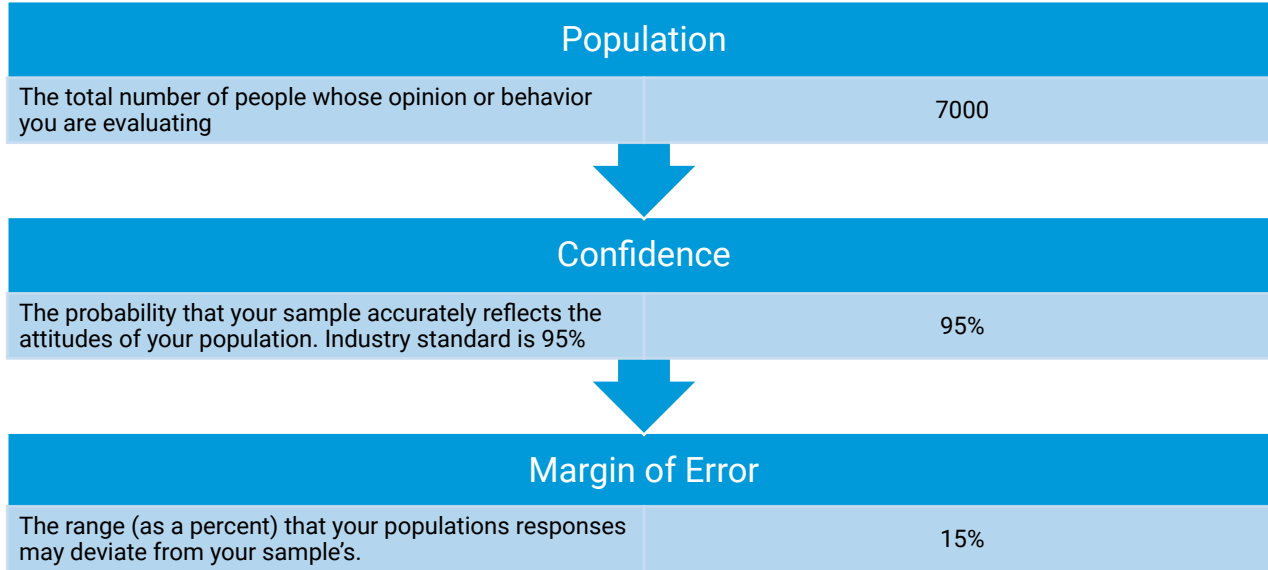 Population
The total number of people whose opinion or behavior
you are evaluating
7000
Confidence
The probability that your sample accurately reflects the
attitudes of your population. Industry standard is 95%
95%
Margin of Error
The range (as a percent) that your populations responses
may deviate from your sample’s.
15%